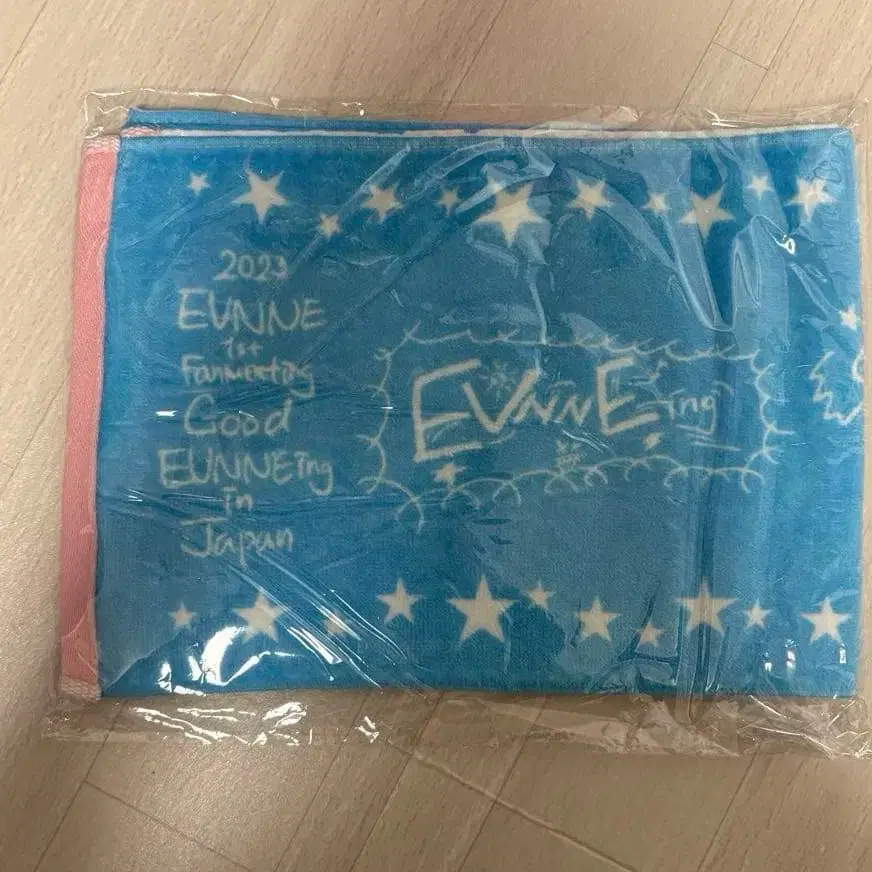 2023
EVNNE
1st
Fanmeeting
Good
EVNNEing
in
Japan
EVNNEing